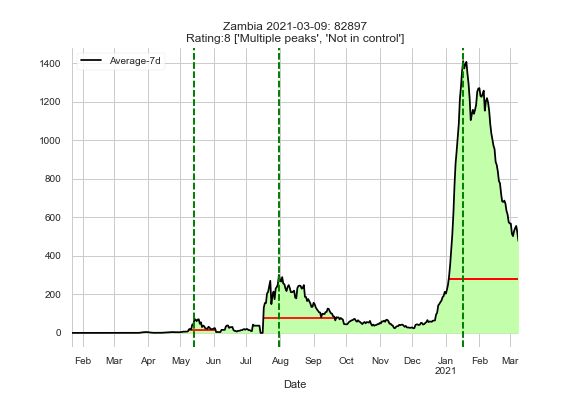 Zambia 2021-03-09: 82897
Rating:8 ['Multiple peaks', 'Not in control']
Average-7d
1400
1200
1000
800
600
400
200
0
Feb Mar Apr May Jun Jul Aug Sep Oct Nov Dec Jan Feb Mar
2021
Date